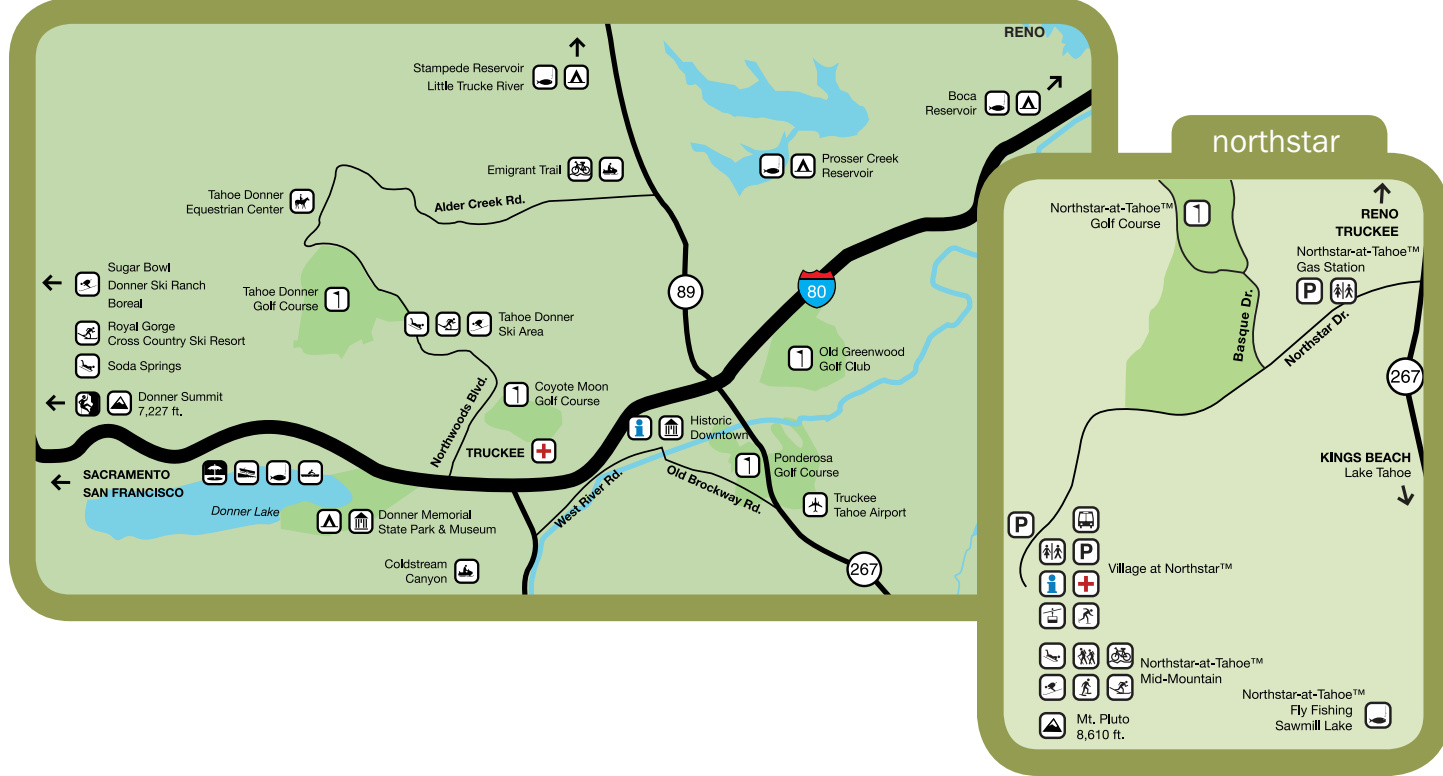 RENO
Stampede Reservoir
Little Trucke River
Boca
Reservoir
Emigrant Trail
Prosser Creek
Reservoir
Tahoe Donner
Equestrian Center
Alder Creek Rd.
Sugar Bowl
Donner Ski Ranch
Boreal
Tahoe Donner
Golf Course
89
80
Royal Gorge
Cross Country Ski Resort
Tahoe Donner
Ski Area
Soda Springs
Old Greenwood
Golf Club
Donner Summit
7,227 ft.
Northwoods Blvd.
Coyote Moon
Golf Course
i
Historic
Downtown
TRUCKEE
Ponderosa
Golf Course
SACRAMENTO
SAN FRANCISCO
West River Rd.
Old Brockway Rd.
Donner Lake
Donner Memorial
State Park & Museum
Truckee
Tahoe Airport
Coldstream
Canyon
267
northstar
Northstar-at-Tahoe™
Golf Course
RENO
TRUCKEE
Northstar-at-Tahoe™
Gas Station
P
Basque Dr.
Northstar Dr.
267
KINGS BEACH
Lake Tahoe
P
P
Village at Northstar™
i
Northstar-at-Tahoe™
Mid-Mountain
Northstar-at-Tahoe™
Fly Fishing
Sawmill Lake
Mt. Pluto
8,610 ft.